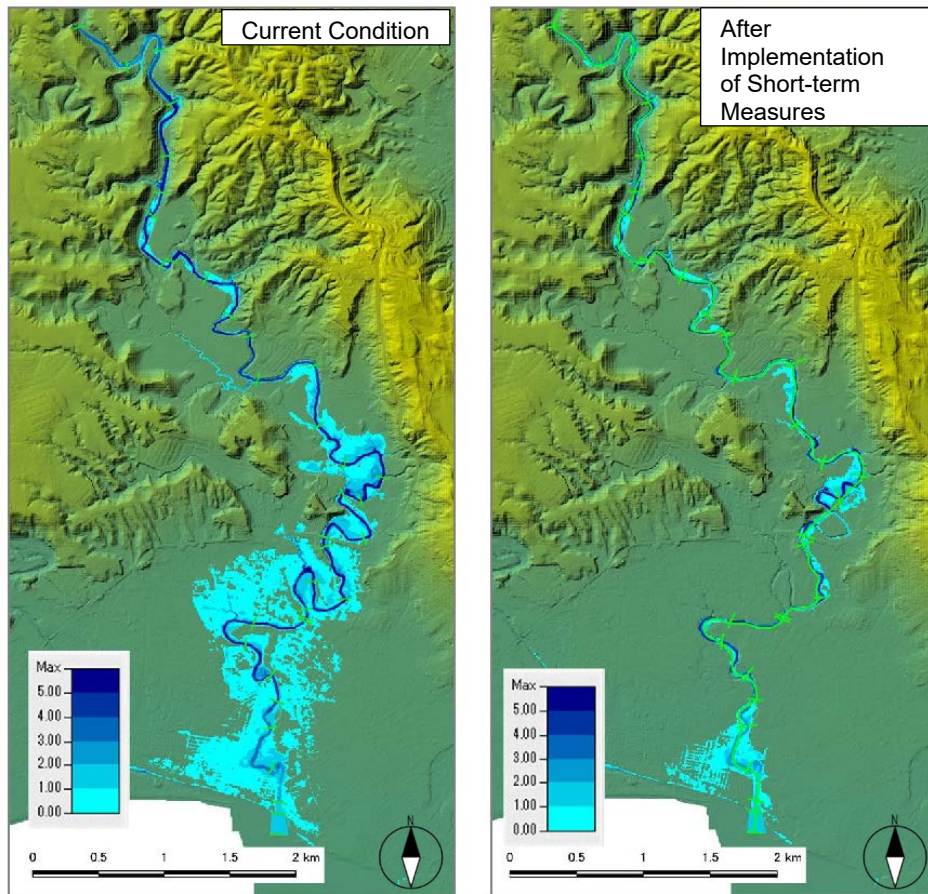 Current Condition
Max
5.00
4.00
3.00
2.00
1.00
0.00
N
0 0.5 1 1.5 2 km
After
Implementation
of Short-term
Measures
Max
5.00
4.00
3.00
2.00
1.00
0.00
N
0 0.5 1 1.5 2 km